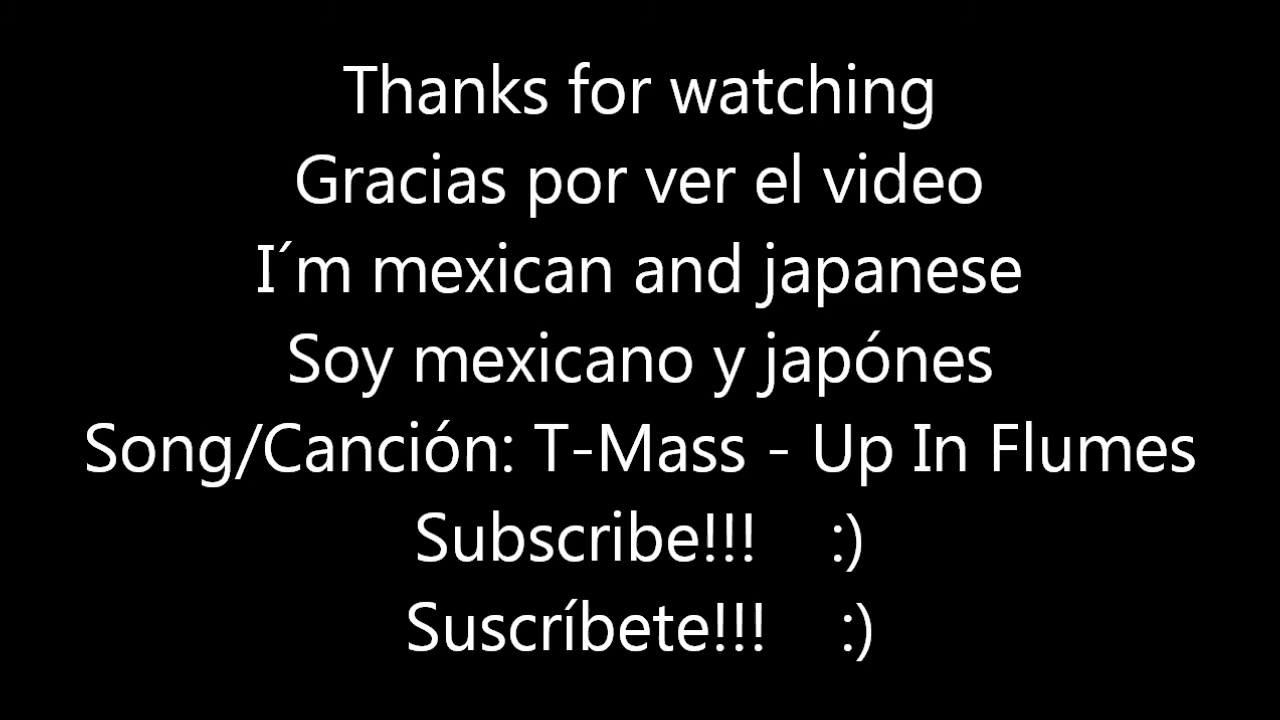 Thanks for watching
Gracias por ver el video
I´m mexican and japanese
Soy mexicano y japónes
Song/Canción: T-Mass - Up In Flumes
Subscribe!!! :)
Suscríbete!!! :)